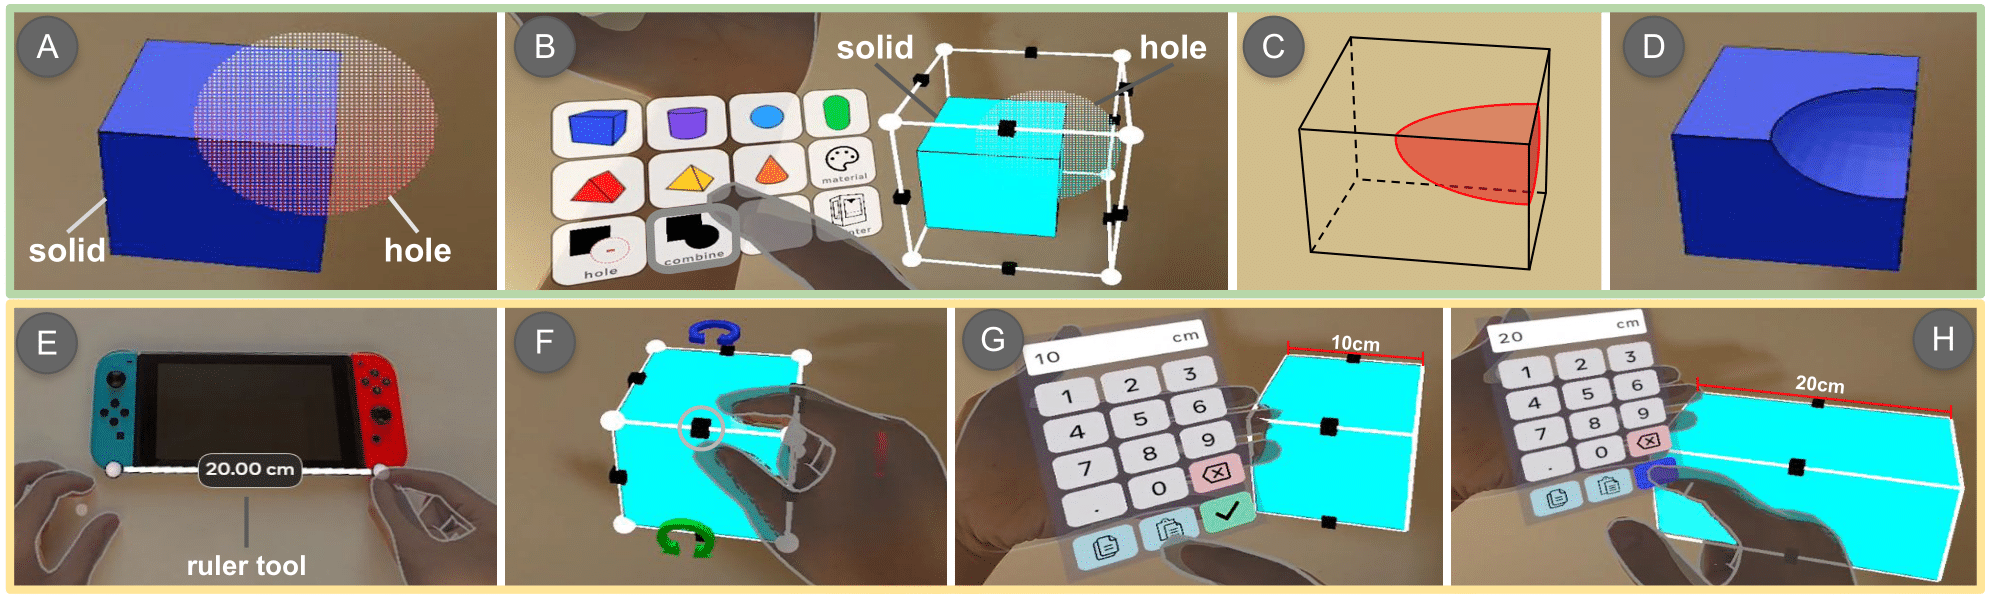 A
solid
hole
B
solid
hole
material
hole
combine
C
D
E
20.00 cm
ruler tool
F
G
10 cm
1 2 3
4 5 6
7 8 9
. 0
10cm
H
20 cm
1 2 3
4 5 6
7 8 9
. 0
20cm